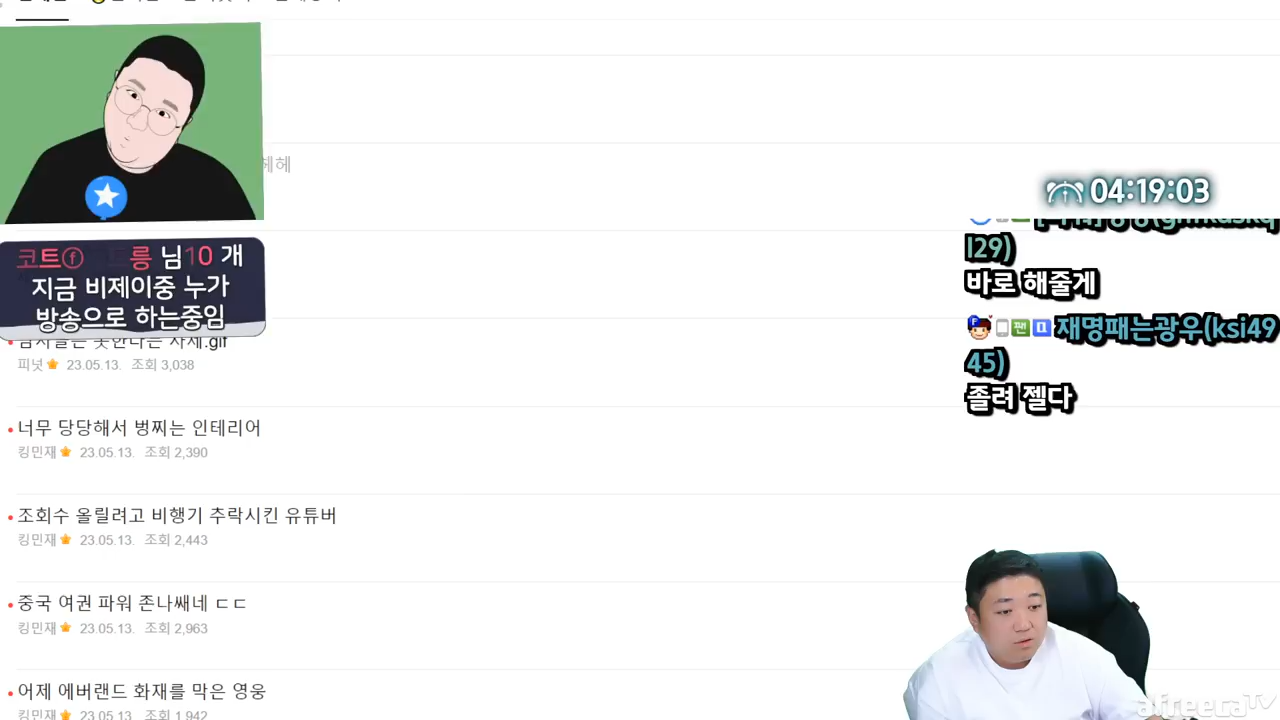 헤헤
04:19:03
코트ⓕ 릉 님10 개
지금 비제이중 누가
방송으로 하는중임
l29)
바로 해줄게
팬 재명패는광우(ksi49
45)
졸려 젤다
피넛 23.05.13. 조회 3,038
너무 당당해서 벙찌는 인테리어
킹민재 23.05.13. 조회 2,390
조회수 올릴려고 비행기 추락시킨 유튜버
킹민재 23.05.13. 조회 2,443
중국 여권 파워 존나쌔네 ㄷㄷ
킹민재 23.05.13. 조회 2,963
어제 에버랜드 화재를 막은 영웅
킹민재 23.05.13. 조회 1,942
afreecaTV